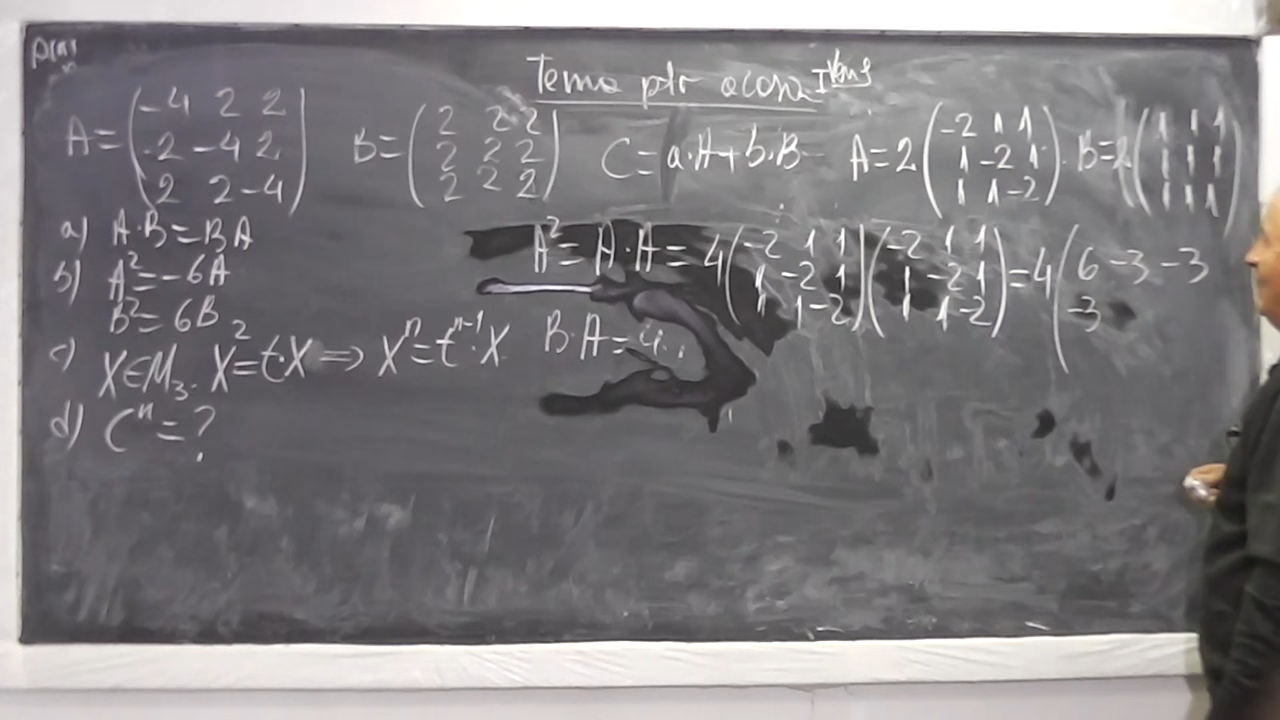 Tema ptr acasa
A = (-4 2 2 / 2 -4 2 / 2 2 -4) B = (2 2 2 / 2 2 2 / 2 2 2) C = a·A + b·B A = 2 (-2 1 1 / 1 -2 1 / 1 1 -2) · B = 2 (1 1 1 / 1 1 1 / 1 1 1)
a) A·B = BA
b) A² = -6A
B² = 6B
c) X∈M₃. X² = t·X ⇒ Xⁿ = tⁿ⁻¹·X
d) Cⁿ = ?
A² = A·A = 4 (-2 1 1 / 1 -2 1 / 1 1 -2) (-2 1 1 / 1 -2 1 / 1 1 -2) = 4 (6 -3 -3 / -3
B·A = 4..